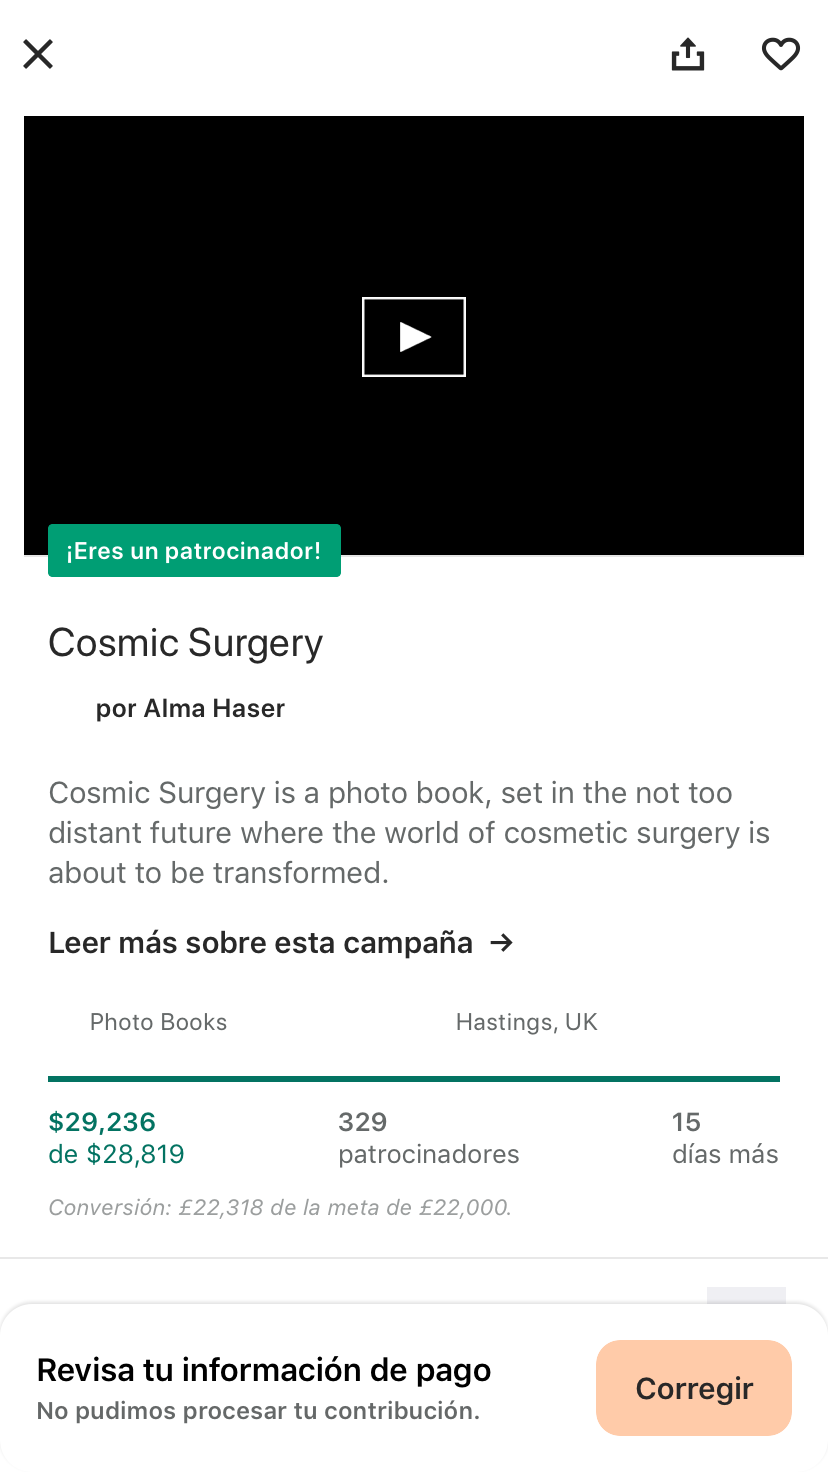 ¡Eres un patrocinador!
Cosmic Surgery
por Alma Haser
Cosmic Surgery is a photo book, set in the not too
distant future where the world of cosmetic surgery is
about to be transformed.
Leer más sobre esta campaña →
Photo Books
Hastings, UK
$29,236
de $28,819
329
patrocinadores
15
días más
Conversión: £22,318 de la meta de £22,000.
Revisa tu información de pago
No pudimos procesar tu contribución.
Corregir